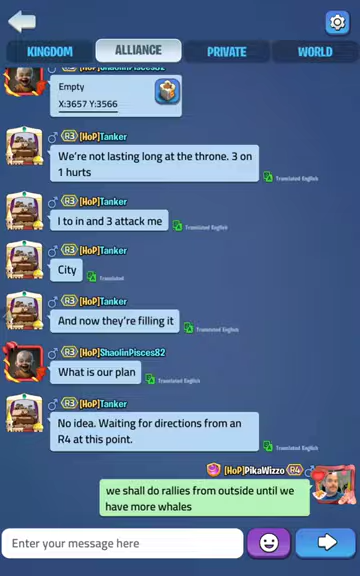 KINGDOM
ALLIANCE
PRIVATE
WORLD
R3 [HoP]ShaolinPisces82
Empty
X:3657 Y:3566
R3 [HoP]Tanker
We're not lasting long at the throne. 3 on
1 hurts
Translated English
R3 [HoP]Tanker
I to in and 3 attack me
Translated English
R3 [HoP]Tanker
City
Translated
R3 [HoP]Tanker
And now they're filling it
Translated English
R3 [HoP]ShaolinPisces82
What is our plan
Translated English
R3 [HoP]Tanker
No idea. Waiting for directions from an
R4 at this point.
Translated English
[HoP]PikaWizzo R4
we shall do rallies from outside until we
have more whales
Enter your message here